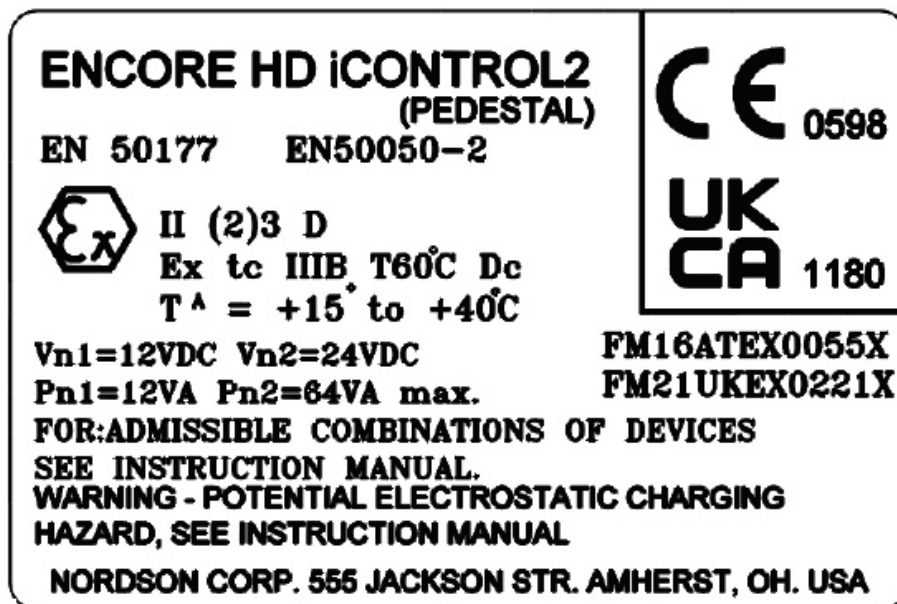 ENCORE HD iCONTROL2
(PEDESTAL)
EN 50177 EN50050-2
CE 0598
UK
CA 1180
Ex II (2)3 D
Ex tc IIIB T60°C Dc
T A = +15° to +40°C
Vn1=12VDC Vn2=24VDC
Pn1=12VA Pn2=64VA max.
FM16ATEX0055X
FM21UKEX0221X
FOR:ADMISSIBLE COMBINATIONS OF DEVICES
SEE INSTRUCTION MANUAL.
WARNING - POTENTIAL ELECTROSTATIC CHARGING
HAZARD, SEE INSTRUCTION MANUAL
NORDSON CORP. 555 JACKSON STR. AMHERST, OH. USA